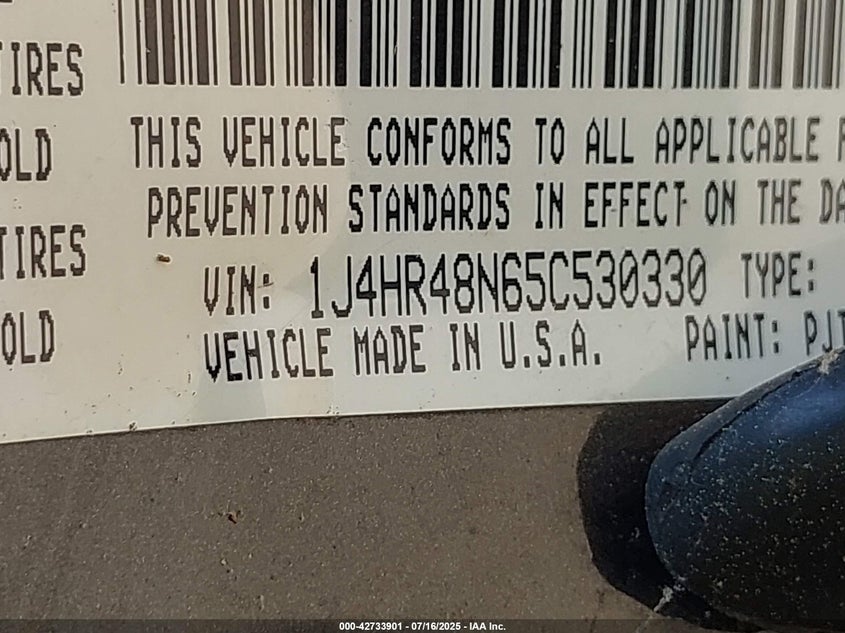 TIRES
OLD
TIRES
OLD
THIS VEHICLE CONFORMS TO ALL APPLICABLE
PREVENTION STANDARDS IN EFFECT ON THE
VIN: 1J4HR48N65C530330 TYPE:
VEHICLE MADE IN U.S.A. PAINT: PJ
000-42733901 - 07/16/2025 - IAA Inc.